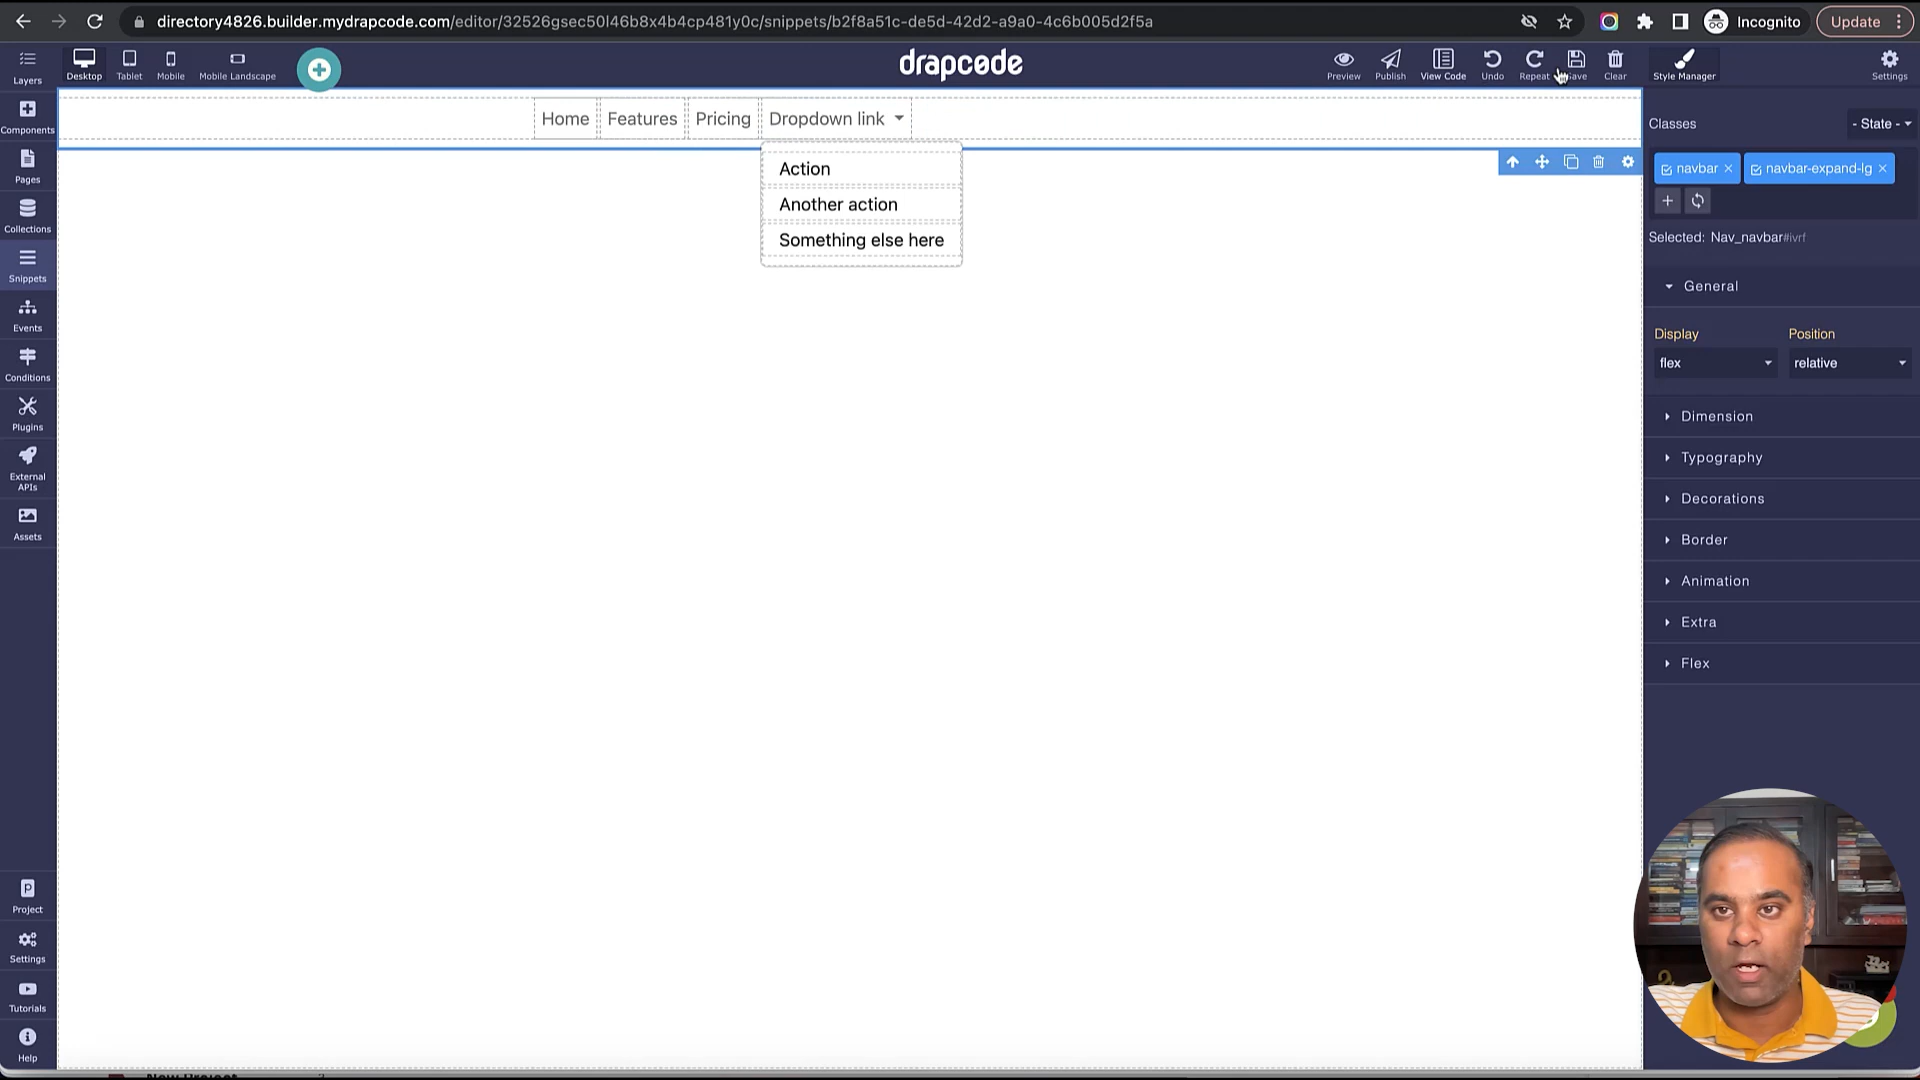 directory4826.builder.mydrapcode.com/editor/32526gsec50l46b8x4b4cp481y0c/snippets/b2f8a51c-de5d-42d2-a9a0-4c6b005d2f5a
Incognito
Update
Layers
Desktop
Tablet
Mobile
Mobile Landscape
drapcode
Preview
Publish
View Code
Undo
Repeat
Save
Clear
Style Manager
Settings
Components
Pages
Collections
Snippets
Events
Conditions
Plugins
External
APIs
Assets
Project
Settings
Tutorials
Help
Home
Features
Pricing
Dropdown link
Action
Another action
Something else here
Classes
- State -
navbar
navbar-expand-lg
Selected: Nav_navbar#ivrf
General
Display
Position
flex
relative
Dimension
Typography
Decorations
Border
Animation
Extra
Flex